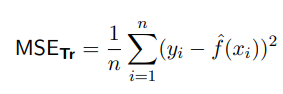 MSE_Tr = \frac{1}{n} \sum_{i=1}^{n} (y_i − \hat{f}(x_i))^2